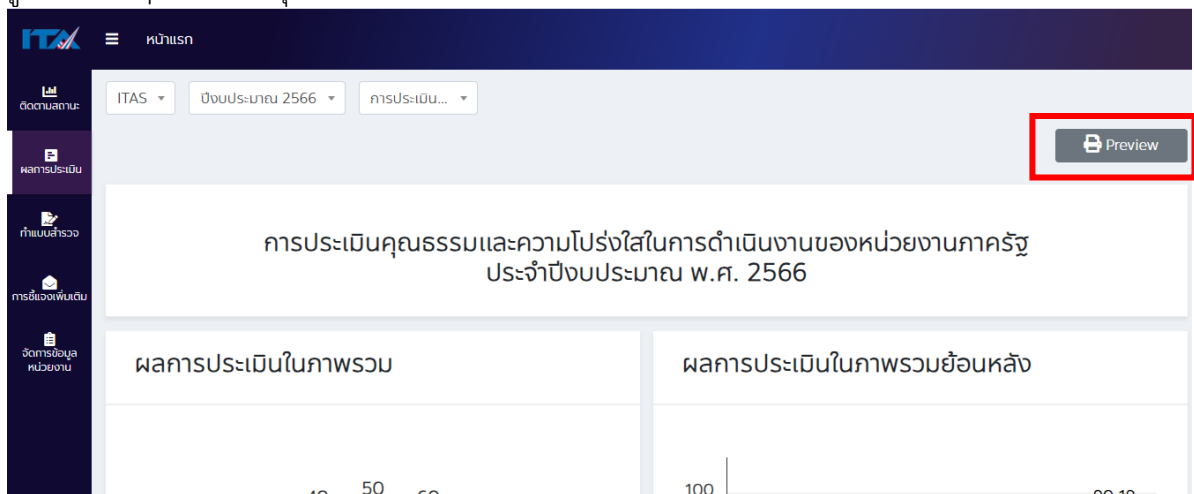 ITA
หน้าแรก
ติดตามสถานะ
ITAS
ปีงบประมาณ 2566
การประเมิน...
Preview
ผลการประเมิน
ทำแบบสำรวจ
การประเมินคุณธรรมและความโปร่งใสในการดำเนินงานของหน่วยงานภาครัฐ
ประจำปีงบประมาณ พ.ศ. 2566
การชี้แจงเพิ่มเติม
จัดการข้อมูล
หน่วยงาน
ผลการประเมินในภาพรวม
ผลการประเมินในภาพรวมย้อนหลัง
50
100